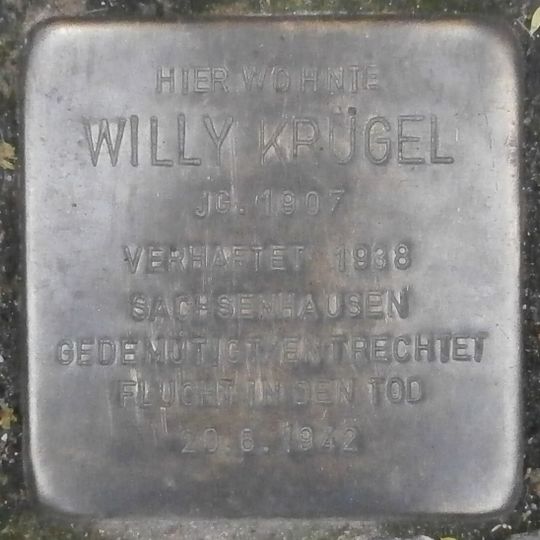 HIER WOHNTE
WILLY KRÜGEL
JG. 1907
VERHAFTET 1938
SACHSENHAUSEN
GEDEMÜTIGT/ENTRECHTET
FLUCHT IN DEN TOD
20.6.1942